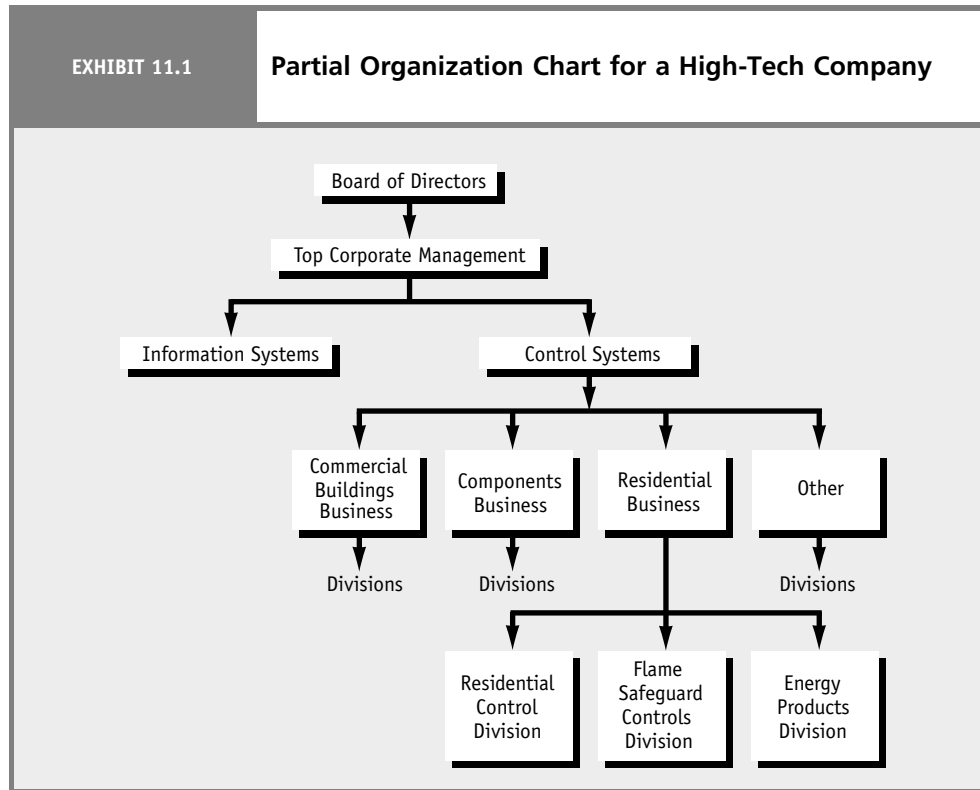 EXHIBIT 11.1
Partial Organization Chart for a High-Tech Company
Board of Directors
Top Corporate Management
Information Systems
Control Systems
Commercial
Buildings
Business
Components
Business
Residential
Business
Other
Divisions
Divisions
Divisions
Residential
Control
Division
Flame
Safeguard
Controls
Division
Energy
Products
Division